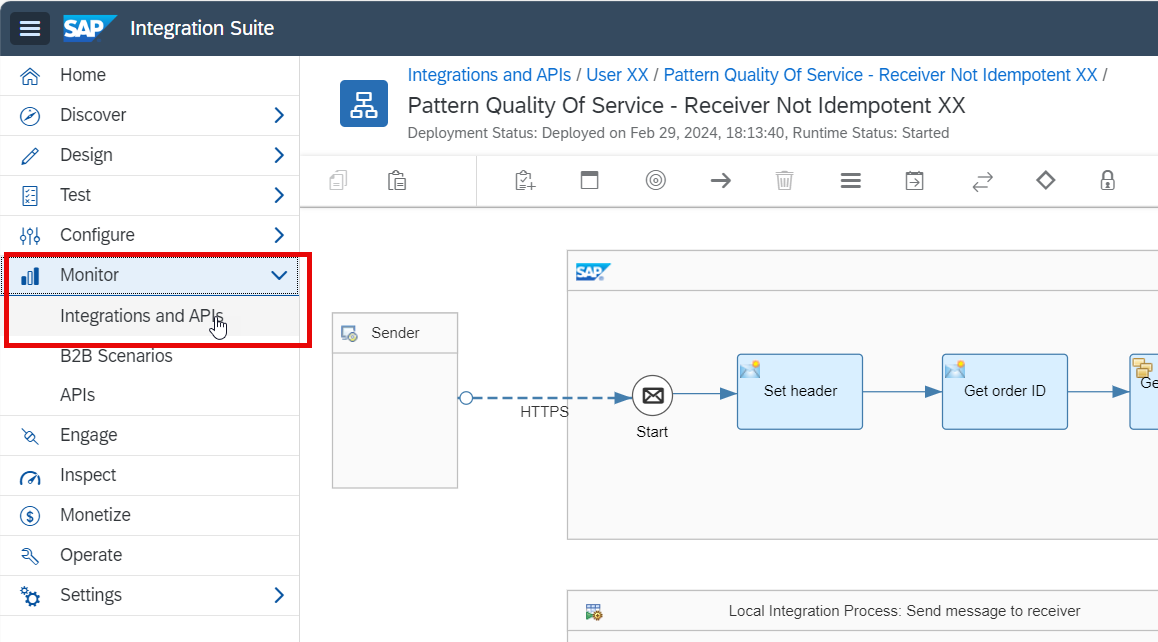 SAP Integration Suite
Home
Discover
Design
Test
Configure
Monitor
Integrations and APIs
B2B Scenarios
APIs
Engage
Inspect
Monetize
Operate
Settings
Integrations and APIs / User XX / Pattern Quality Of Service - Receiver Not Idempotent XX /
Pattern Quality Of Service - Receiver Not Idempotent XX
Deployment Status: Deployed on Feb 29, 2024, 18:13:40, Runtime Status: Started
SAP
Sender
HTTPS
Start
Set header
Get order ID
Ge
Local Integration Process: Send message to receiver